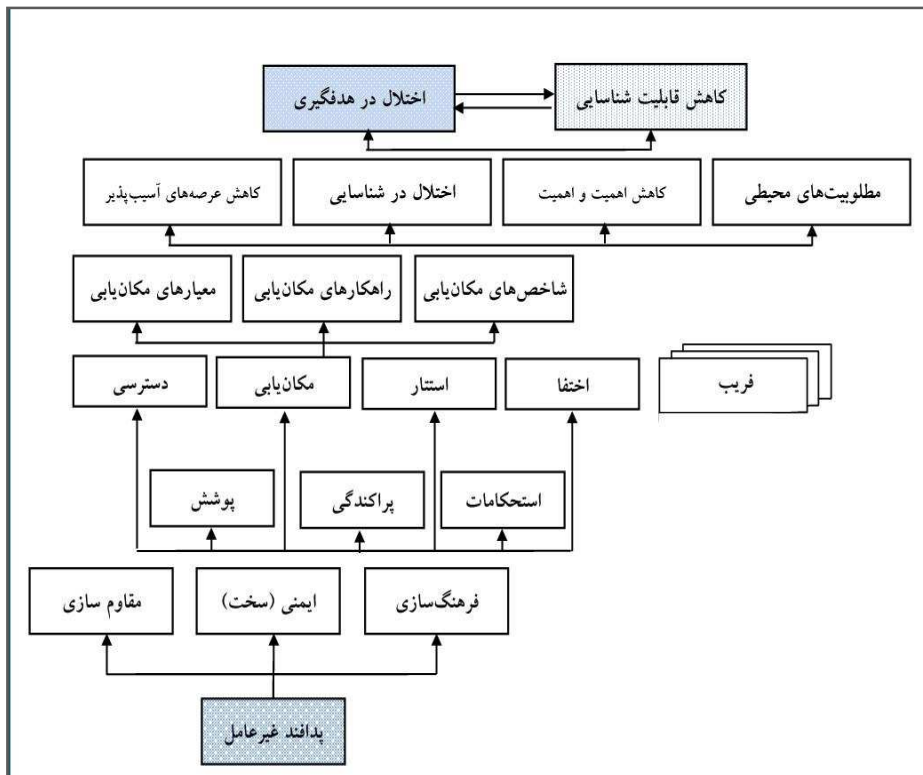 کاهش قابلیت شناسایی
اختلال در هدفگیری
مطلوبیت‌های محیطی
کاهش اهمیت و اهمیت
اختلال در شناسایی
کاهش عرصه‌های آسیب‌پذیر
شاخص‌های مکان‌یابی
راهکارهای مکان‌یابی
معیارهای مکان‌یابی
فریب
اختفا
استتار
مکان‌یابی
دسترسی
استحکامات
پراکندگی
پوشش
فرهنگ‌سازی
ایمنی (سخت)
مقاوم سازی
پدافند غیرعامل